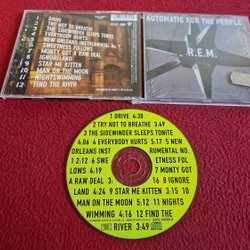 DRIVE
TRY NOT TO BREATHE
THE SIDEWINDER SLEEPS TONITE
EVERYBODY HURTS
NEW ORLEANS INSTRUMENTAL No. 1
SWEETNESS FOLLOWS
MONTY GOT A RAW DEAL
IGNORELAND
STAR ME KITTEN
MAN ON THE MOON
NIGHTSWIMMING
FIND THE RIVER
AUTOMATIC FOR THE PEOPLE
R.E.M.
1 DRIVE 4:30
2 TRY NOT TO BREATHE 3:49
3 THE SIDEWINDER SLEEPS TONITE
4:06 4 EVERYBODY HURTS 5:17 5 NEW
ORLEANS INST RUMENTAL NO.
1 2:12 6 SWE ETNESS FOL
LOWS 4:19 7 MONTY GOT
A RAW DEAL 3:16 8 IGNORE
LAND 4:24 9 STAR ME KITTEN 3:15 10
MAN ON THE MOON 5:12 11 NIGHTS
WIMMING 4:16 12 FIND THE
RIVER 3:49